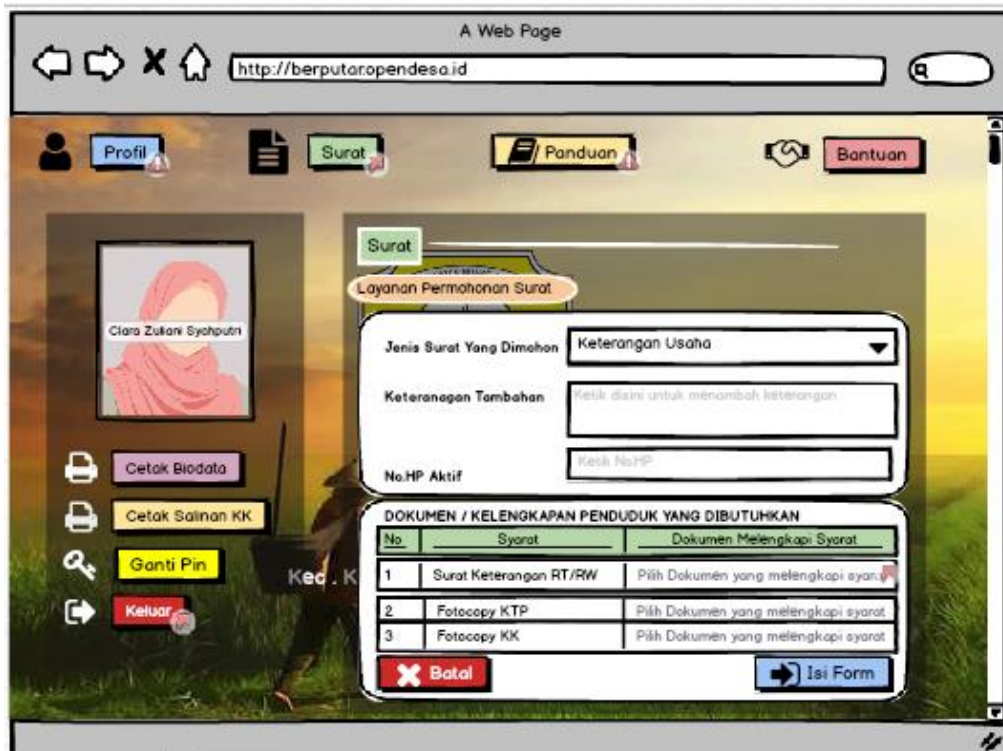 A Web Page
http://berputar.opendesa.id
Profil
Surat
Panduan
Bantuan
Surat
Layanan Permohonan Surat
Clara Zuliani Syahputri
Jenis Surat Yang Dimohon
Keterangan Usaha
Keteranagan Tambahan
Ketik disini untuk menambah keterangan
No.HP Aktif
Ketik No.HP
Cetak Biodata
Cetak Salinan KK
Ganti Pin
Keluar
Kec. K
DOKUMEN / KELENGKAPAN PENDUDUK YANG DIBUTUHKAN
No Syarat Dokumen Melengkapi Syarat
1 Surat Keterangan RT/RW Pilih Dokumen yang melengkapi syarat
2 Fotocopy KTP Pilih Dokumen yang melengkapi syarat
3 Fotocopy KK Pilih Dokumen yang melengkapi syarat
Batal
Isi Form